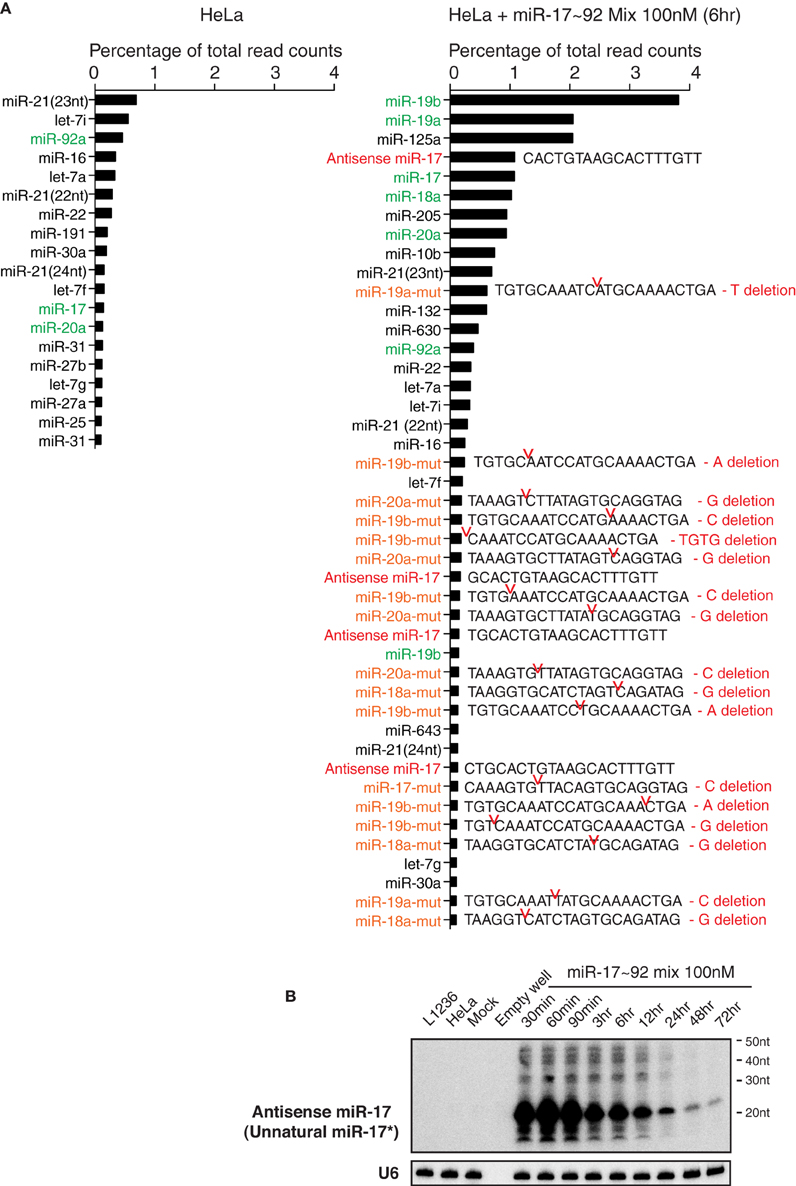 A
HeLa
Percentage of total read counts
0 1 2 3 4
miR-21(23nt)
let-7i
miR-92a
miR-16
let-7a
miR-21(22nt)
miR-22
miR-191
miR-30a
miR-21(24nt)
let-7f
miR-17
miR-20a
miR-31
miR-27b
let-7g
miR-27a
miR-25
miR-31
HeLa + miR-17~92 Mix 100nM (6hr)
Percentage of total read counts
0 1 2 3 4
miR-19b
miR-19a
miR-125a
Antisense miR-17 CACTGTAAGCACTTTGTT
miR-17
miR-18a
miR-205
miR-20a
miR-10b
miR-21(23nt)
miR-19a-mut TGTGCAAATCATGCAAAACTGA - T deletion
miR-132
miR-630
miR-92a
miR-22
let-7a
let-7i
miR-21 (22nt)
miR-16
miR-19b-mut TGTGCAATCCATGCAAAACTGA - A deletion
let-7f
miR-20a-mut TAAAGTCTTATAGTGCAGGTAG - G deletion
miR-19b-mut TGTGCAAATCCATGAAAACTGA - C deletion
miR-19b-mut CAAATCCATGCAAAACTGA - TGTG deletion
miR-20a-mut TAAAGTGCTTATAGTCAGGTAG - G deletion
Antisense miR-17 GCACTGTAAGCACTTTGTT
miR-19b-mut TGTGAAATCCATGCAAAACTGA - C deletion
miR-20a-mut TAAAGTGCTTATATGCAGGTAG - G deletion
Antisense miR-17 TGCACTGTAAGCACTTTGTT
miR-19b
miR-20a-mut TAAAGTGTTATAGTGCAGGTAG - C deletion
miR-18a-mut TAAGGTGCATCTAGTCAGATAG - G deletion
miR-19b-mut TGTGCAAATCCTGCAAAACTGA - A deletion
miR-643
miR-21(24nt)
Antisense miR-17 CTGCACTGTAAGCACTTTGTT
miR-17-mut CAAAGTGTTACAGTGCAGGTAG - C deletion
miR-19b-mut TGTGCAAATCCATGCAAACTGA - A deletion
miR-19b-mut TGTCAAATCCATGCAAAACTGA - G deletion
miR-18a-mut TAAGGTGCATCTATGCAGATAG - G deletion
let-7g
miR-30a
miR-19a-mut TGTGCAAATTATGCAAAACTGA - C deletion
miR-18a-mut TAAGGTCATCTAGTGCAGATAG - G deletion
B
miR-17~92 mix 100nM
L1236 HeLa Mock Empty well 30min 60min 90min 3hr 6hr 12hr 24hr 48hr 72hr
- 50nt
- 40nt
- 30nt
- 20nt
Antisense miR-17
(Unnatural miR-17*)
U6